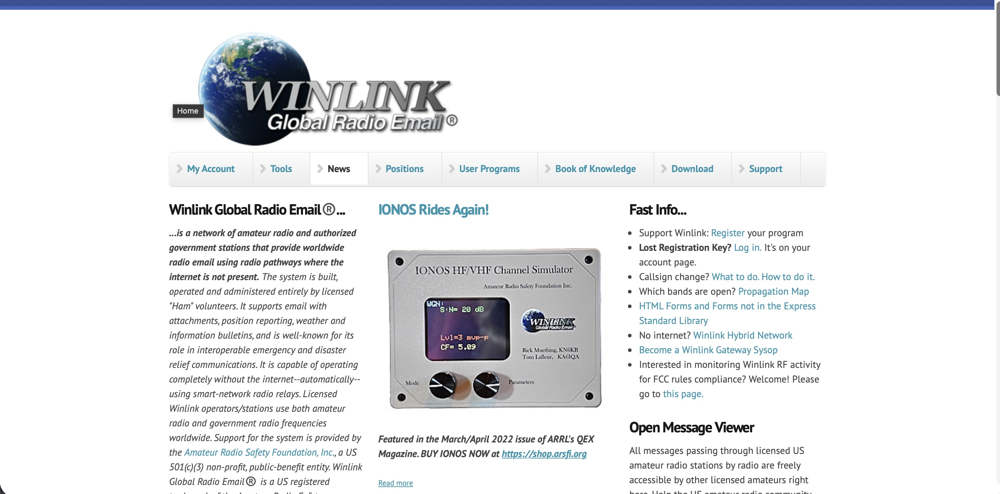 WINLINK
Global Radio Email ®
Home
My Account
Tools
News
Positions
User Programs
Book of Knowledge
Download
Support
Winlink Global Radio Email®...
...is a network of amateur radio and authorized
government stations that provide worldwide
radio email using radio pathways where the
internet is not present. The system is built,
operated and administered entirely by licensed
"Ham" volunteers. It supports email with
attachments, position reporting, weather and
information bulletins, and is well-known for its
role in interoperable emergency and disaster
relief communications. It is capable of operating
completely without the internet--automatically--
using smart-network radio relays. Licensed
Winlink operators/stations use both amateur
radio and government radio frequencies
worldwide. Support for the system is provided by
the Amateur Radio Safety Foundation, Inc., a US
501(c)(3) non-profit, public-benefit entity. Winlink
Global Radio Email® is a US registered
IONOS Rides Again!
IONOS HF/VHF Channel Simulator
Amateur Radio Safety Foundation Inc.
WGN:
S:N= 20 dB
Lvl=3 mvp-p
CF= 5.09
WINLINK
Global Radio Email
Rick Muething, KN6KB
Tom Lafleur, KA6IQA
Mode
Parameters
Featured in the March/April 2022 issue of ARRL's QEX
Magazine. BUY IONOS NOW at https://shop.arsfi.org
Read more
Fast Info...
Support Winlink: Register your program
Lost Registration Key? Log in. It's on your
account page.
Callsign change? What to do. How to do it.
Which bands are open? Propagation Map
HTML Forms and Forms not in the Express
Standard Library
No internet? Winlink Hybrid Network
Become a Winlink Gateway Sysop
Interested in monitoring Winlink RF activity
for FCC rules compliance? Welcome! Please
go to this page.
Open Message Viewer
All messages passing through licensed US
amateur radio stations by radio are freely
accessible by other licensed amateurs right
here. Help the US amateur radio community